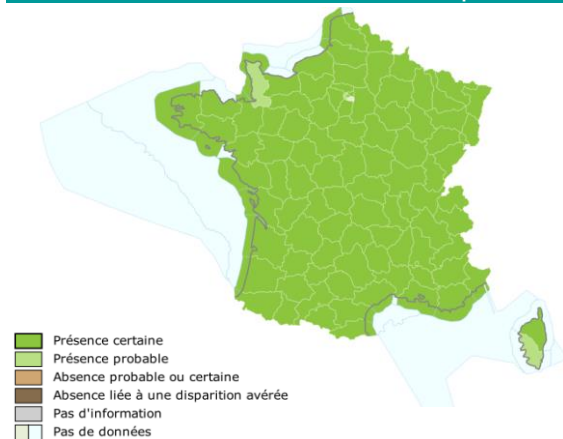 Présence certaine
Présence probable
Absence probable ou certaine
Absence liée à une disparition avérée
Pas d'information
Pas de données